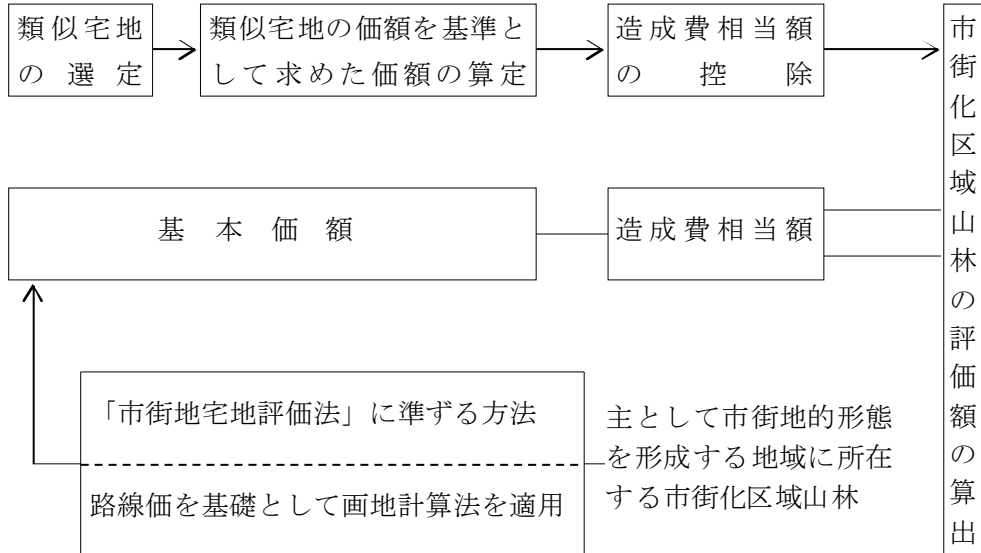 類似宅地
の選定
類似宅地の価額を基準と
して求めた価額の算定
造成費相当額
の控除
基本価額
造成費相当額
「市街地宅地評価法」に準ずる方法
路線価を基礎として画地計算法を適用
主として市街地的形態
を形成する地域に所在
する市街化区域山林
市街化区域山林の評価額の算出